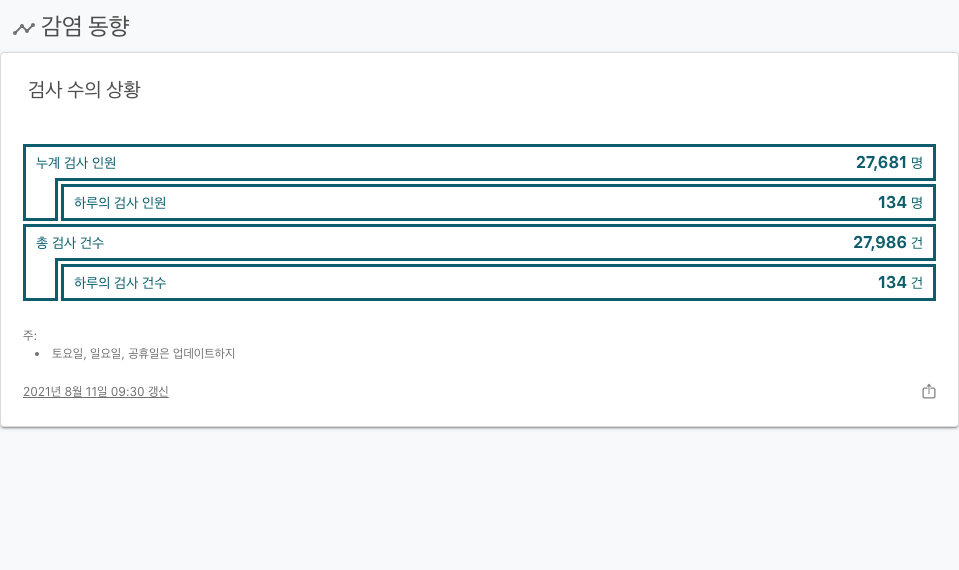 감염 동향
검사 수의 상황
누계 검사 인원 27,681 명
하루의 검사 인원 134 명
총 검사 건수 27,986 건
하루의 검사 건수 134 건
주:
• 토요일, 일요일, 공휴일은 업데이트하지
2021년 8월 11일 09:30 갱신